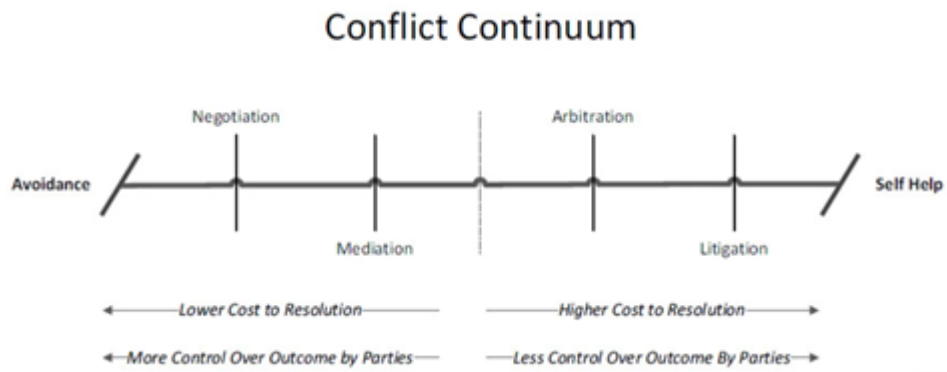 Conflict Continuum
Negotiation
Arbitration
Avoidance
Self Help
Mediation
Litigation
Lower Cost to Resolution
Higher Cost to Resolution
More Control Over Outcome by Parties
Less Control Over Outcome By Parties